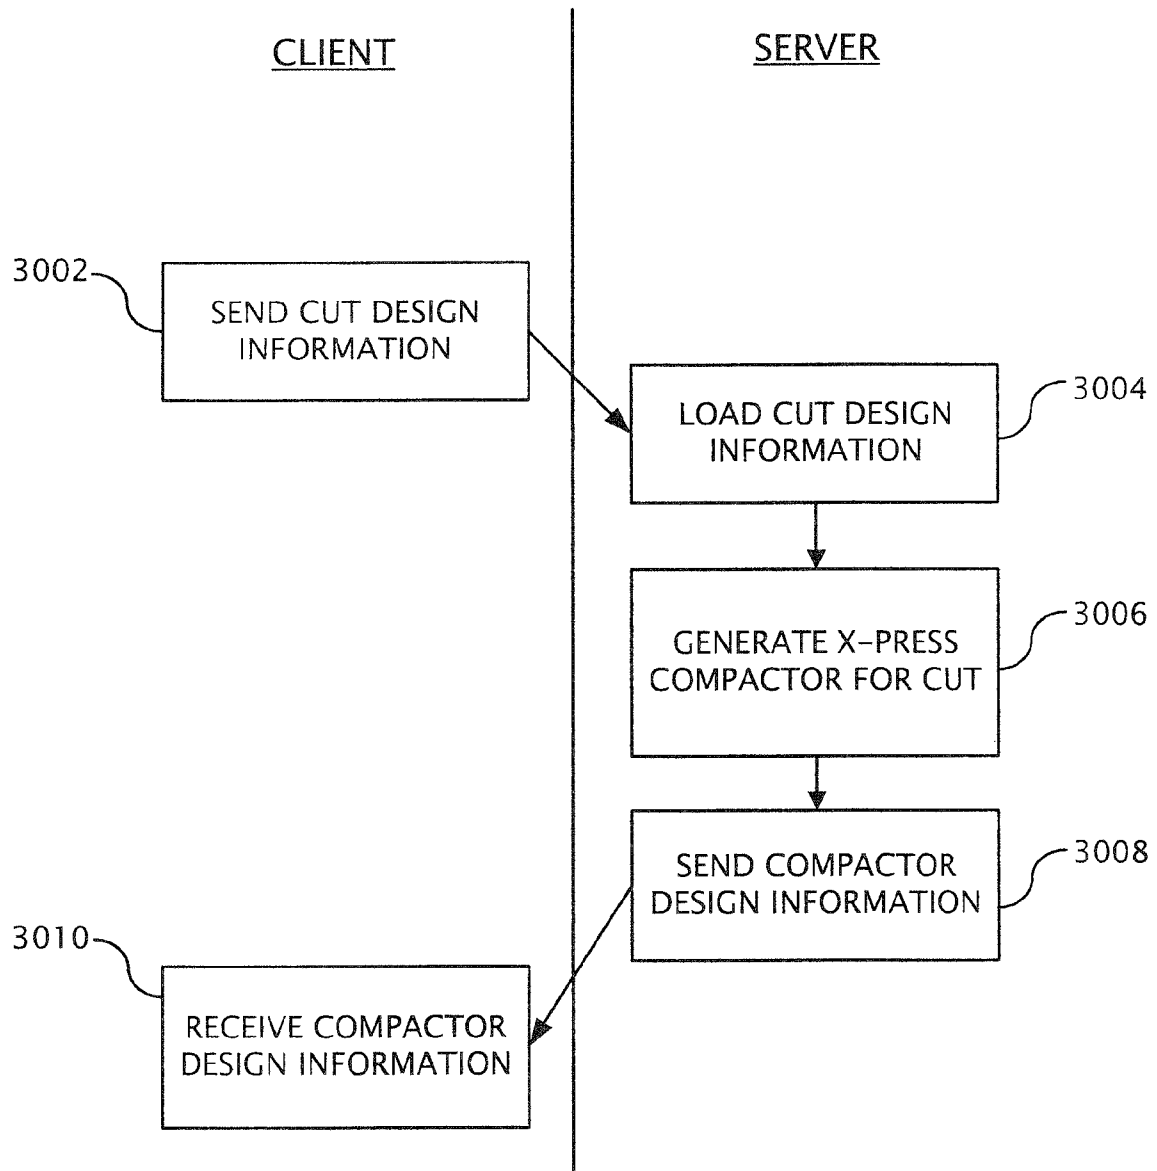 CLIENT
SERVER
3002
SEND CUT DESIGN
INFORMATION
3004
LOAD CUT DESIGN
INFORMATION
3006
GENERATE X-PRESS
COMPACTOR FOR CUT
3008
SEND COMPACTOR
DESIGN INFORMATION
3010
RECEIVE COMPACTOR
DESIGN INFORMATION